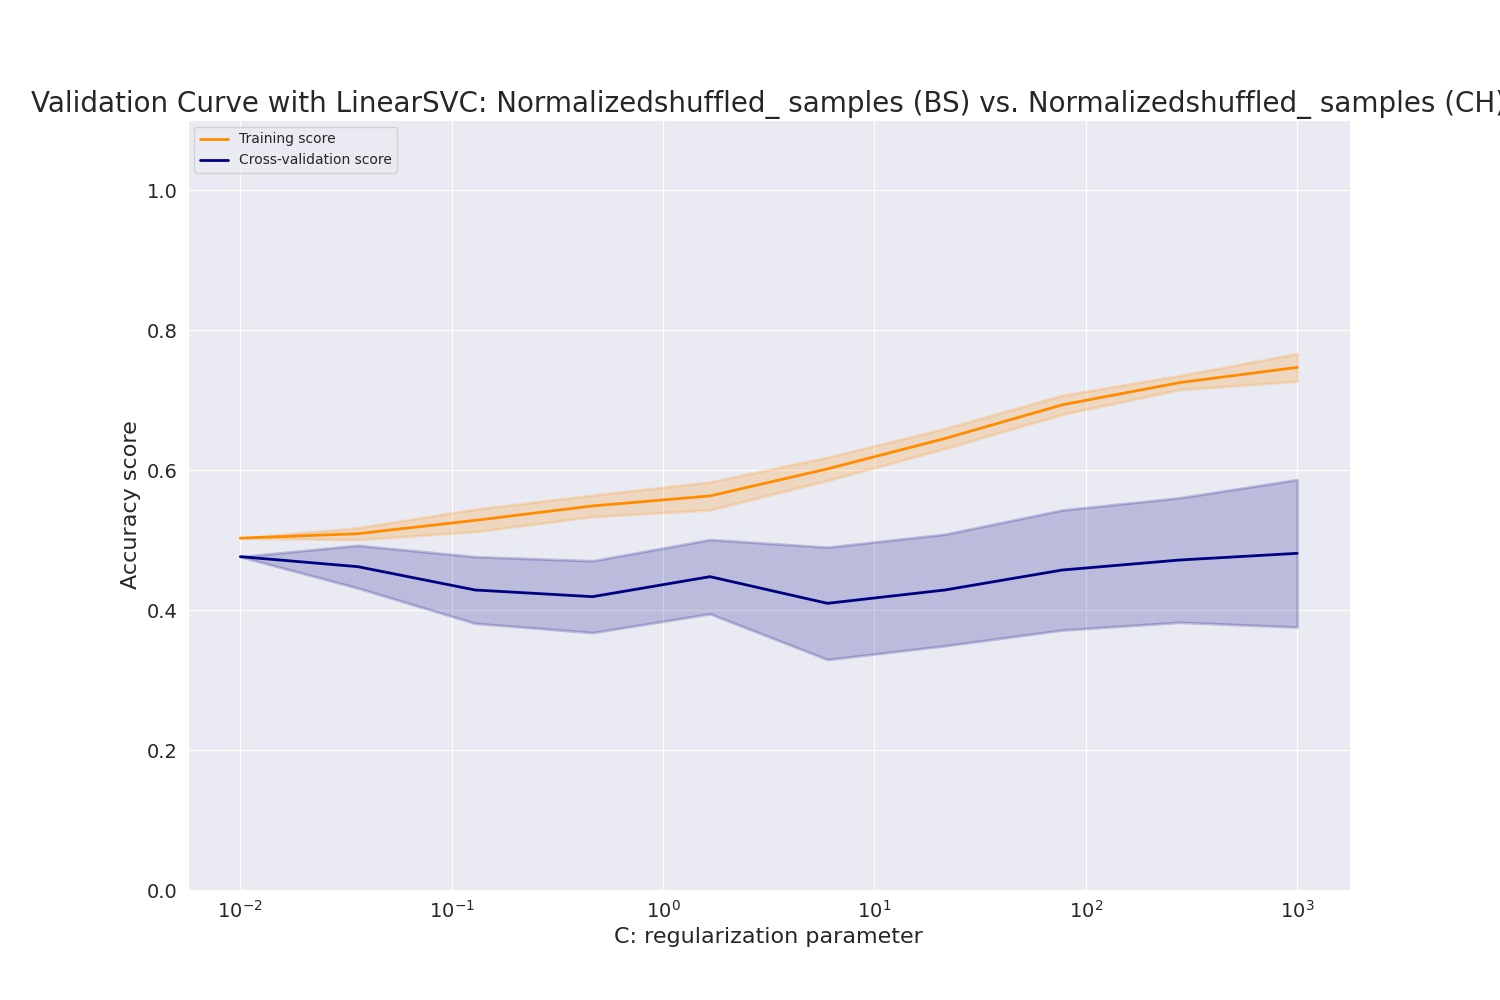 Validation Curve with LinearSVC: Normalizedshuffled_ samples (BS) vs. Normalizedshuffled_ samples (CH)
Training score
Cross-validation score
1.0
0.8
0.6
0.4
0.2
0.0
Accuracy score
10⁻² 10⁻¹ 10⁰ 10¹ 10² 10³
C: regularization parameter